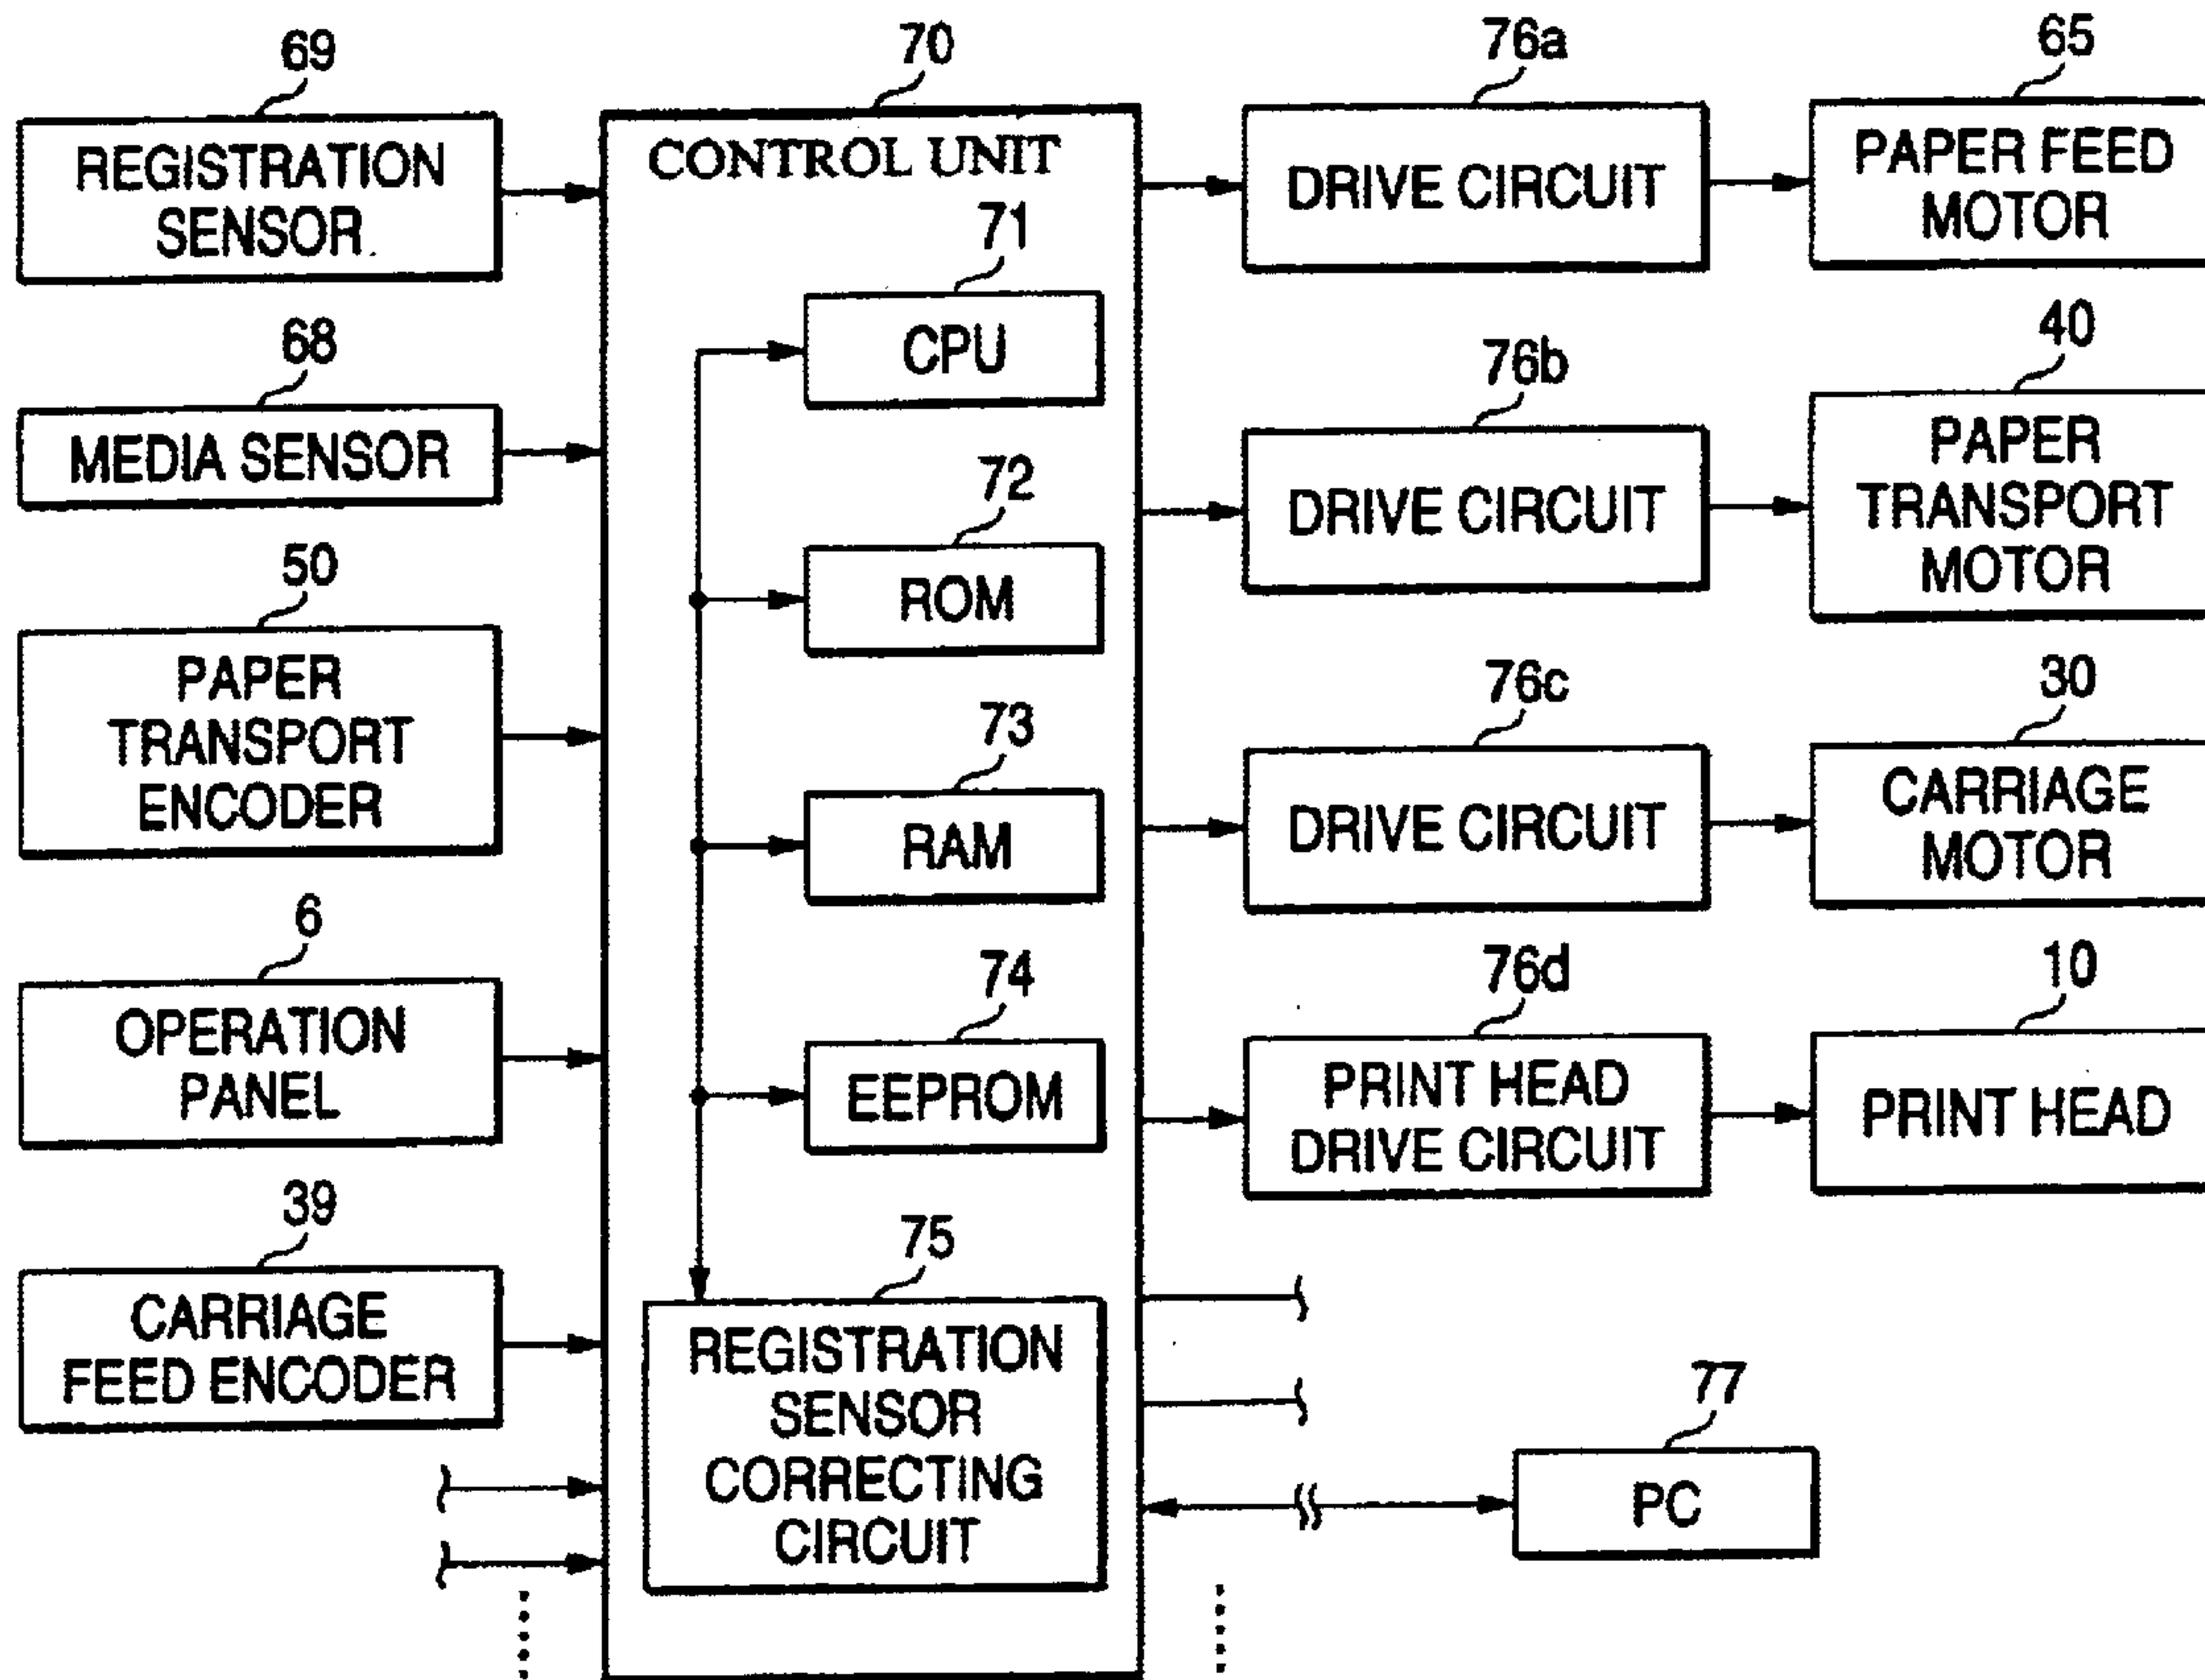 69
REGISTRATION
SENSOR
68
MEDIA SENSOR
50
PAPER
TRANSPORT
ENCODER
6
OPERATION
PANEL
39
CARRIAGE
FEED ENCODER
70
CONTROL UNIT
71
CPU
72
ROM
73
RAM
74
EEPROM
75
REGISTRATION
SENSOR
CORRECTING
CIRCUIT
76a
DRIVE CIRCUIT
65
PAPER FEED
MOTOR
76b
DRIVE CIRCUIT
40
PAPER
TRANSPORT
MOTOR
76c
DRIVE CIRCUIT
30
CARRIAGE
MOTOR
76d
PRINT HEAD
DRIVE CIRCUIT
10
PRINT HEAD
77
PC